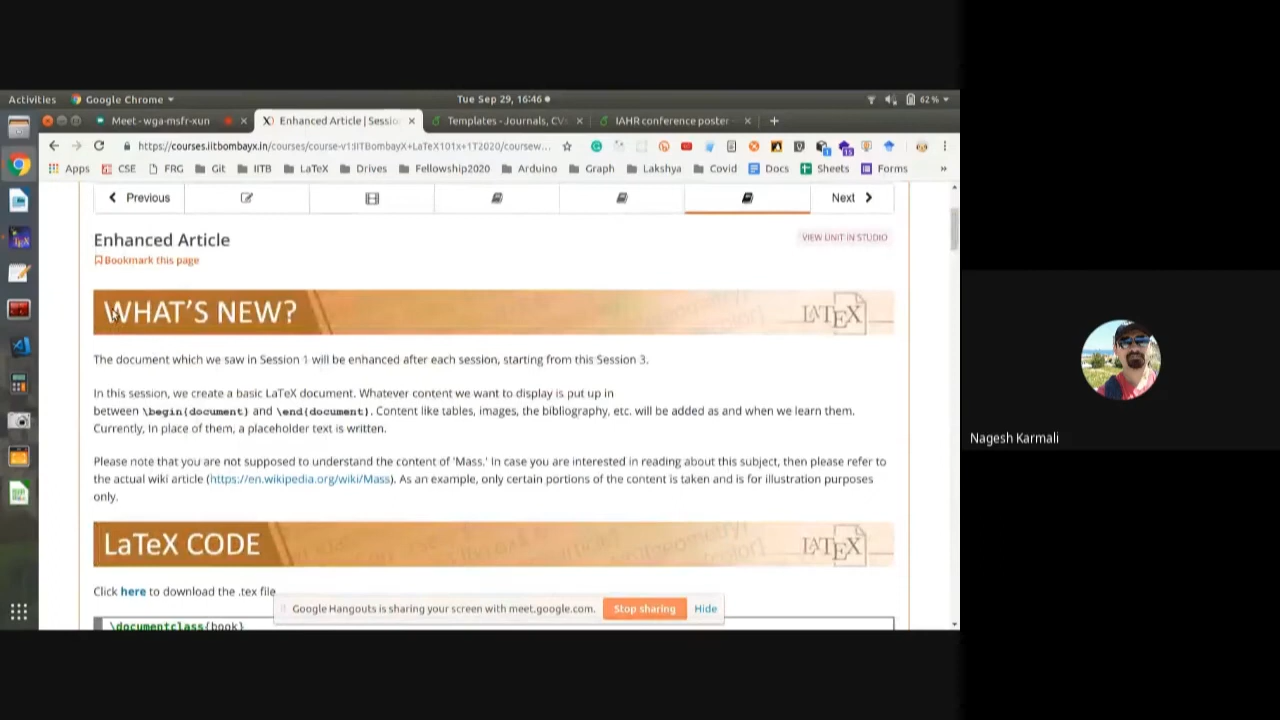 Activities Google Chrome Tue Sep 29, 16:46 62%
Meet - wga-msfr-xun Enhanced Article | Sessio Templates - Journals, CV IAHR conference poster
https://courses.iitbombayx.in/courses/course-v1:IITBombayX+LaTeX101x+1T2020/coursew...
Apps CSE FRG Git IITB LaTeX Drives Fellowship2020 Arduino Graph Lakshya Covid Docs Sheets Forms »
Previous Next
Enhanced Article VIEW UNIT IN STUDIO
Bookmark this page
WHAT'S NEW? LATEX
The document which we saw in Session 1 will be enhanced after each session, starting from this Session 3.
In this session, we create a basic LaTeX document. Whatever content we want to display is put up in
between \begin{document} and \end{document}. Content like tables, images, the bibliography, etc. will be added as and when we learn them.
Currently, in place of them, a placeholder text is written.
Please note that you are not supposed to understand the content of 'Mass.' In case you are interested in reading about this subject, then please refer to
the actual wiki article (https://en.wikipedia.org/wiki/Mass). As an example, only certain portions of the content is taken and is for illustration purposes
only.
LaTeX CODE LATEX
Click here to download the .tex file
Google Hangouts is sharing your screen with meet.google.com. Stop sharing Hide
\documentclass{book}
Nagesh Karmali